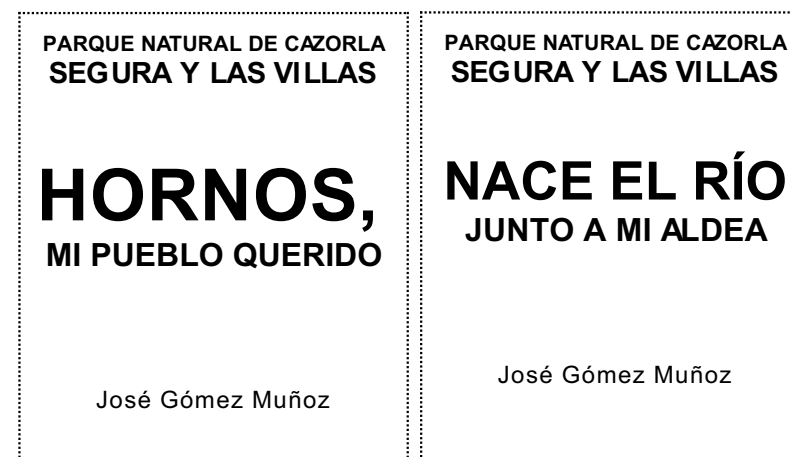 PARQUE NATURAL DE CAZORLA
SEGURA Y LAS VILLAS
HORNOS,
MI PUEBLO QUERIDO
José Gómez Muñoz
PARQUE NATURAL DE CAZORLA
SEGURA Y LAS VILLAS
NACE EL RÍO
JUNTO A MI ALDEA
José Gómez Muñoz